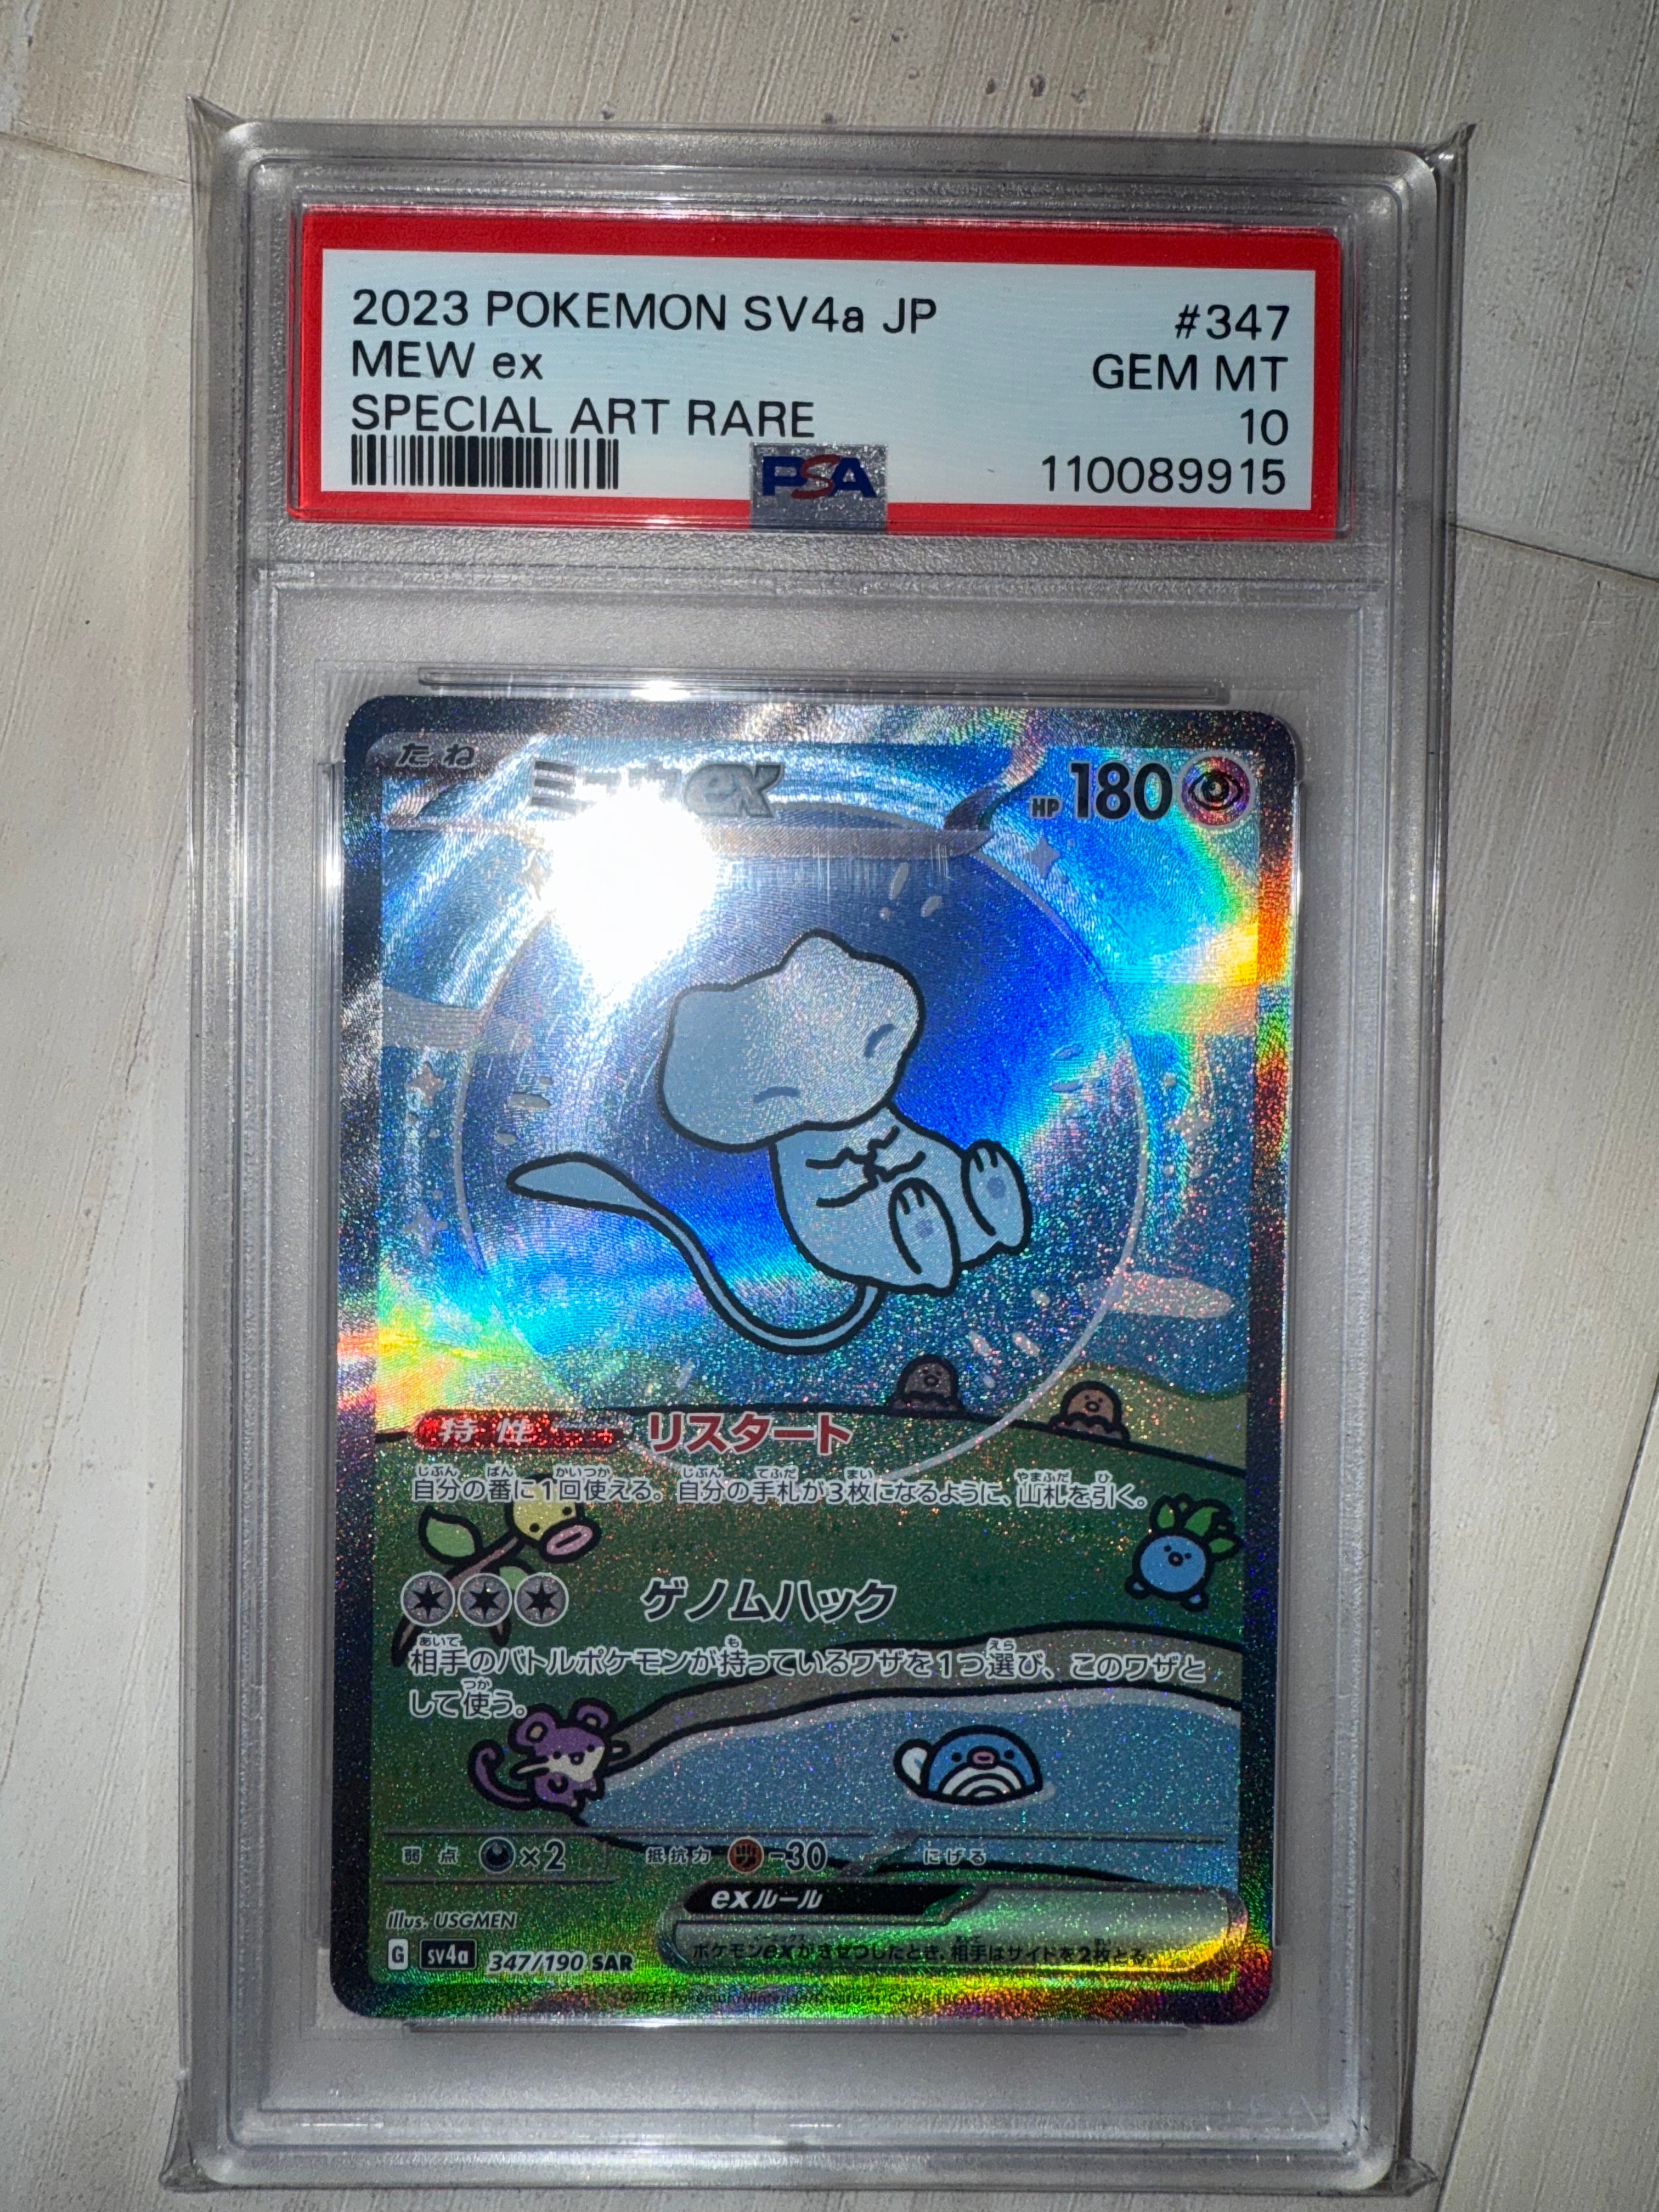 2023 POKEMON SV4a JP #347
MEW ex GEM MT
SPECIAL ART RARE 10
PSA 110089915
たね ex HP 180
特性 リスタート
自分の番に1回使える。自分の手札が3枚になるように、山札を引く。
ゲノムハック
相手のバトルポケモンが持っているワザを1つ選び、このワザと
して使う。
弱点 ×2 抵抗力 -30 にげる
exルール
ポケモンexがきぜつしたとき、相手はサイドを2枚とる。
Illus. USGMEN
G sv4a 347/190 SAR
©2023 Pokémon/Nintendo/Creatures/GAME FREAK